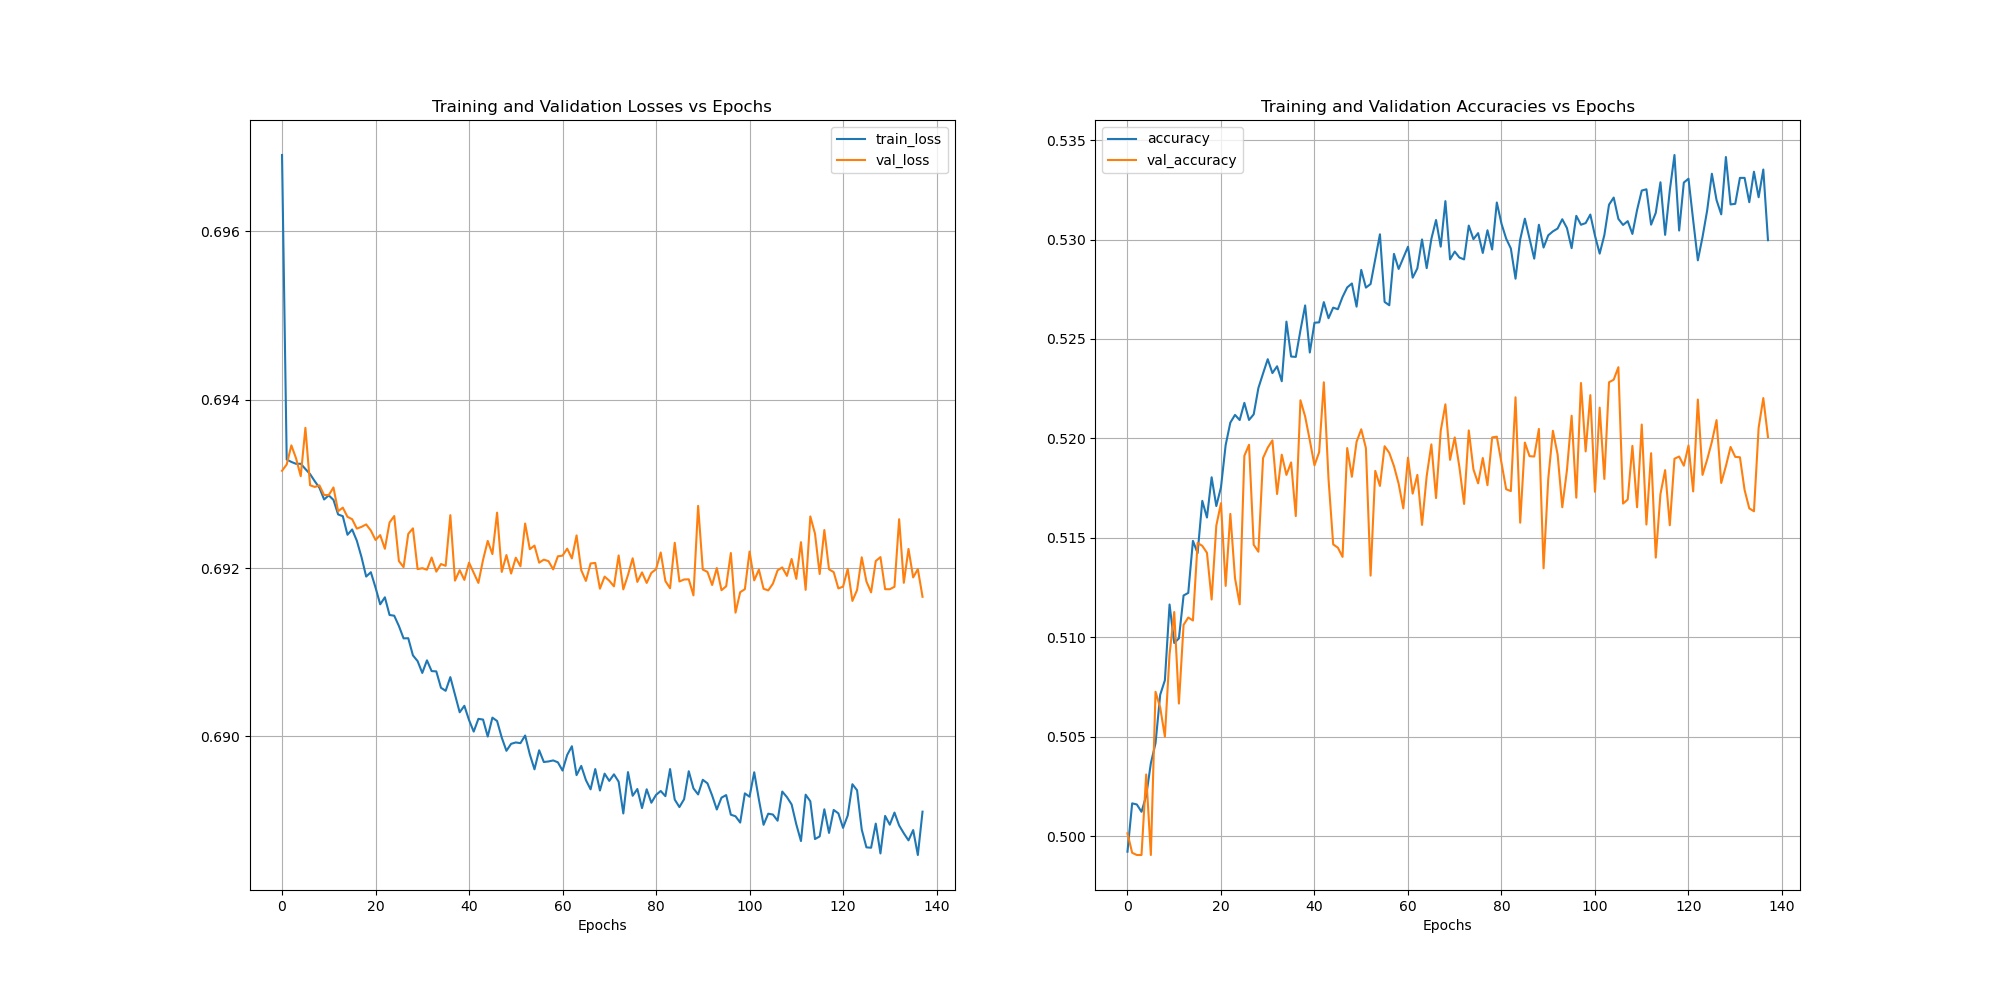 Training and Validation Losses vs Epochs
train_loss
val_loss
0.696
0.694
0.692
0.690
0 20 40 60 80 100 120 140
Epochs
Training and Validation Accuracies vs Epochs
accuracy
val_accuracy
0.535
0.530
0.525
0.520
0.515
0.510
0.505
0.500
0 20 40 60 80 100 120 140
Epochs